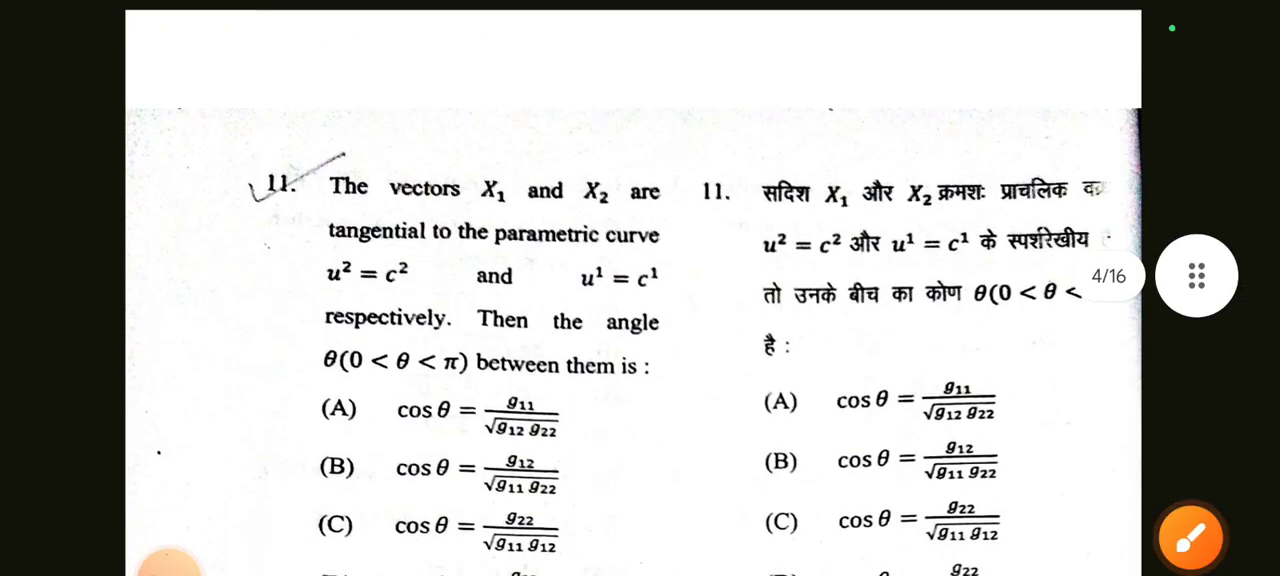 11. The vectors X₁ and X₂ are
tangential to the parametric curve
u² = c² and u¹ = c¹
respectively. Then the angle
θ(0 < θ < π) between them is :
(A) cos θ = g₁₁ / √g₁₂ g₂₂
(B) cos θ = g₁₂ / √g₁₁ g₂₂
(C) cos θ = g₂₂ / √g₁₁ g₁₂
11. सदिश X₁ और X₂ क्रमशः प्राचलिक
u² = c² और u¹ = c¹ के स्पर्शरेखीय
तो उनके बीच का कोण θ(0 < θ <
है :
(A) cos θ = g₁₁ / √g₁₂ g₂₂
(B) cos θ = g₁₂ / √g₁₁ g₂₂
(C) cos θ = g₂₂ / √g₁₁ g₁₂
g₂₂
4/16